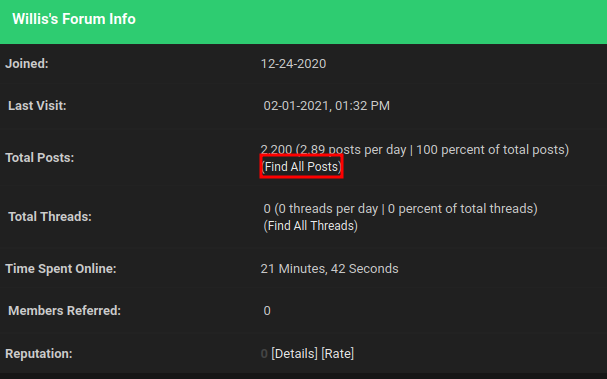 Willis's Forum Info
Joined: 12-24-2020
Last Visit: 02-01-2021, 01:32 PM
Total Posts: 2,200 (2.89 posts per day | 100 percent of total posts)
(Find All Posts)
Total Threads: 0 (0 threads per day | 0 percent of total threads)
(Find All Threads)
Time Spent Online: 21 Minutes, 42 Seconds
Members Referred: 0
Reputation: 0 [Details] [Rate]